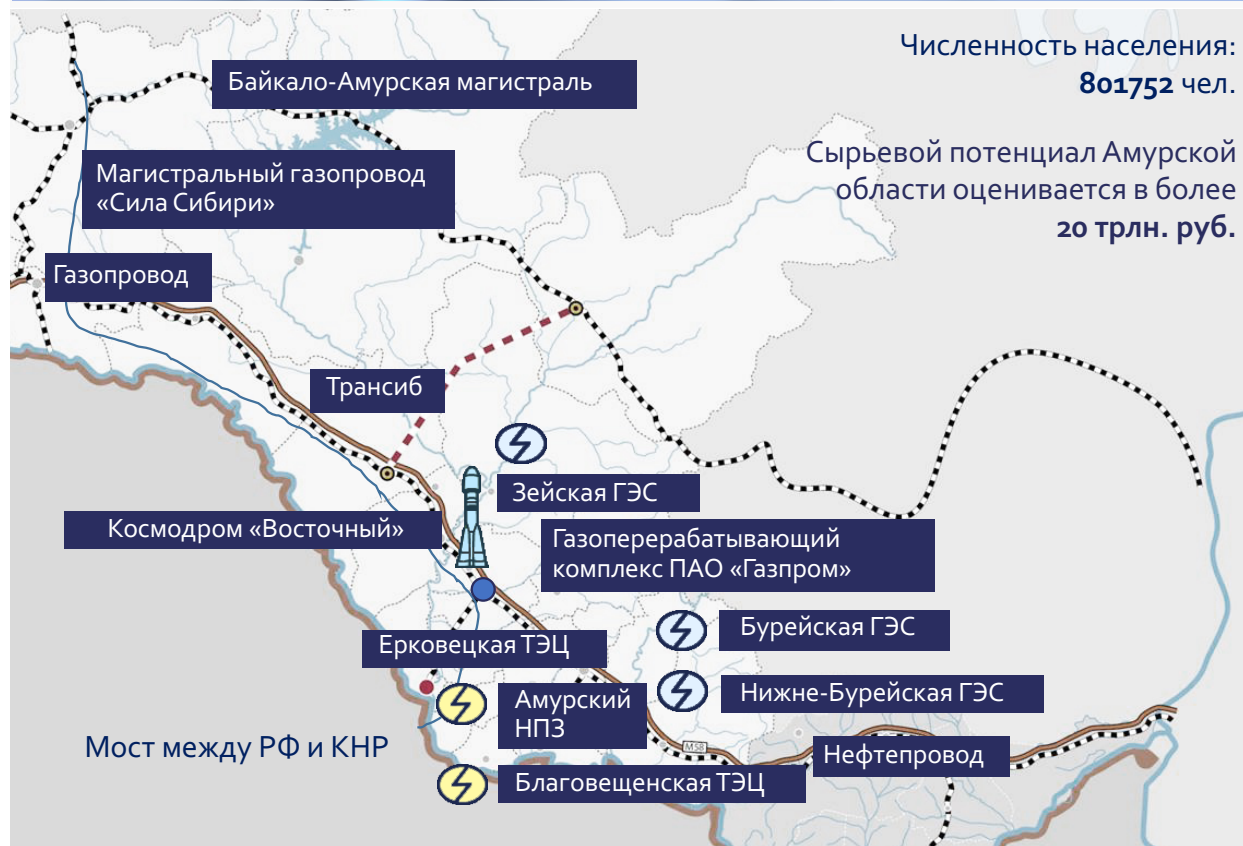 Численность населения:
801752 чел.
Байкало-Амурская магистраль
Сырьевой потенциал Амурской
области оценивается в более
20 трлн. руб.
Магистральный газопровод
«Сила Сибири»
Газопровод
Трансиб
Зейская ГЭС
Космодром «Восточный»
Газоперерабатывающий
комплекс ПАО «Газпром»
Бурейская ГЭС
Ерковецкая ТЭЦ
Амурский
НПЗ
Нижне-Бурейская ГЭС
Мост между РФ и КНР
M58
Нефтепровод
Благовещенская ТЭЦ